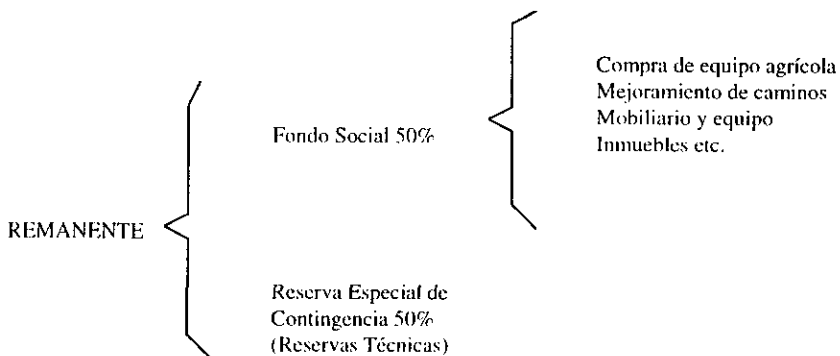 REMANENTE
Fondo Social 50%
Compra de equipo agrícola
Mejoramiento de caminos
Mobiliario y equipo
Inmuebles etc.
Reserva Especial de
Contingencia 50%
(Reservas Técnicas)